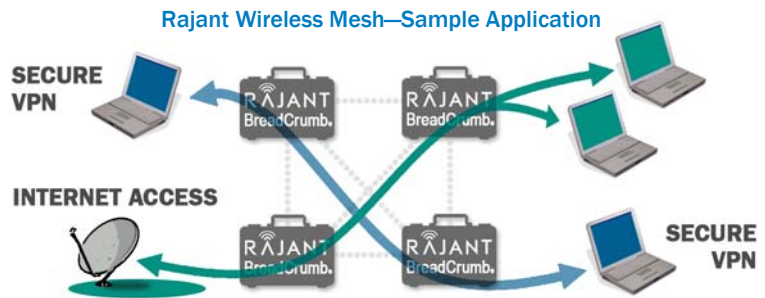 Rajant Wireless Mesh—Sample Application
SECURE
VPN
RAJANT
BreadCrumb®
RAJANT
BreadCrumb®
INTERNET ACCESS
RAJANT
BreadCrumb®
RAJANT
BreadCrumb®
SECURE
VPN